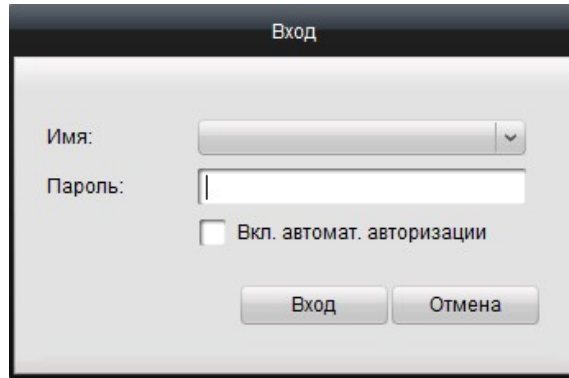 Вход
Имя:
Пароль:
Вкл. автомат. авторизации
Вход Отмена